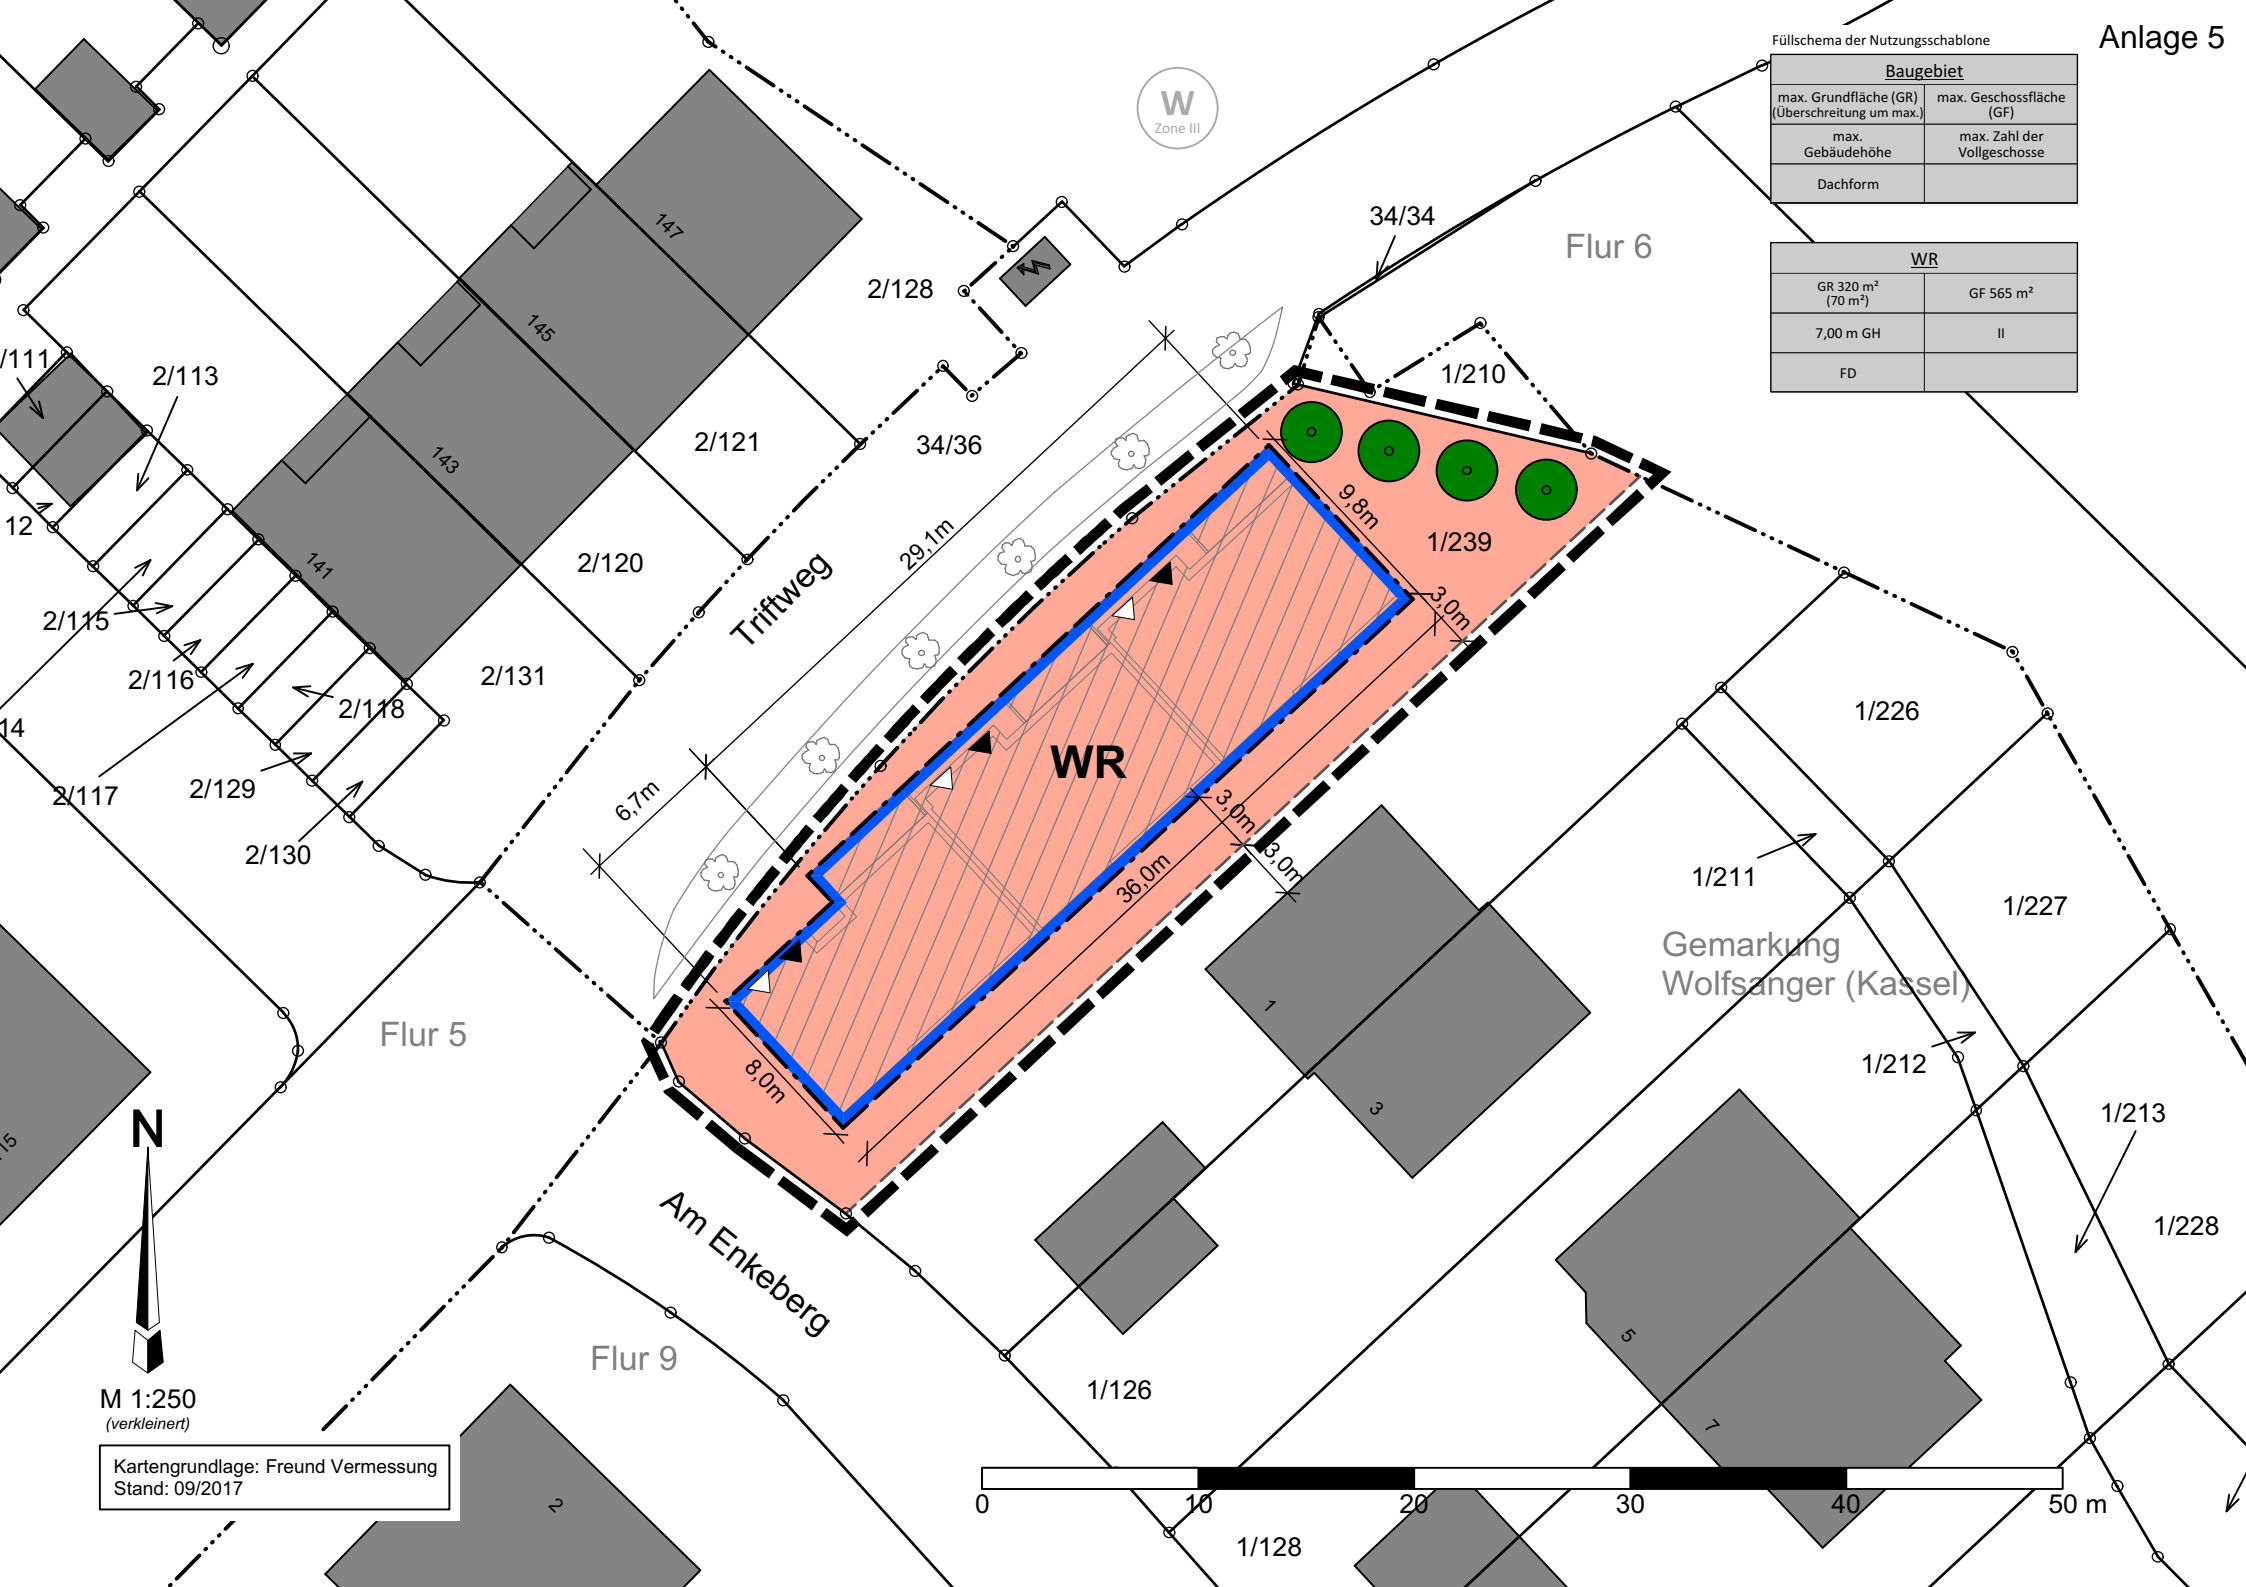 Anlage 5
Füllschema der Nutzungsschablone
Baugebiet
max. Grundfläche (GR)
(Überschreitung um max.)
max. Geschossfläche
(GF)
max.
Gebäudehöhe
max. Zahl der
Vollgeschosse
Dachform
WR
GR 320 m²
(70 m²)
GF 565 m²
7,00 m GH
II
FD
W
Zone III
34/34
Flur 6
147
2/128
145
/111
2/113
1/210
143
2/121
34/36
9,8m
12
29,1m
1/239
141
2/120
Triftweg
3,0m
2/115
2/116
2/131
2/118
1/226
14
WR
2/117
2/129
6,7m
3,0m
2/130
3,0m
36,0m
1/211
1/227
Gemarkung
Wolfsanger (Kassel)
1
Flur 5
8,0m
1/212
3
1/213
N
15
Am Enkeberg
1/228
5
Flur 9
7
M 1:250
(verkleinert)
1/126
Kartengrundlage: Freund Vermessung
Stand: 09/2017
2
0 10 20 30 40 50 m
1/128